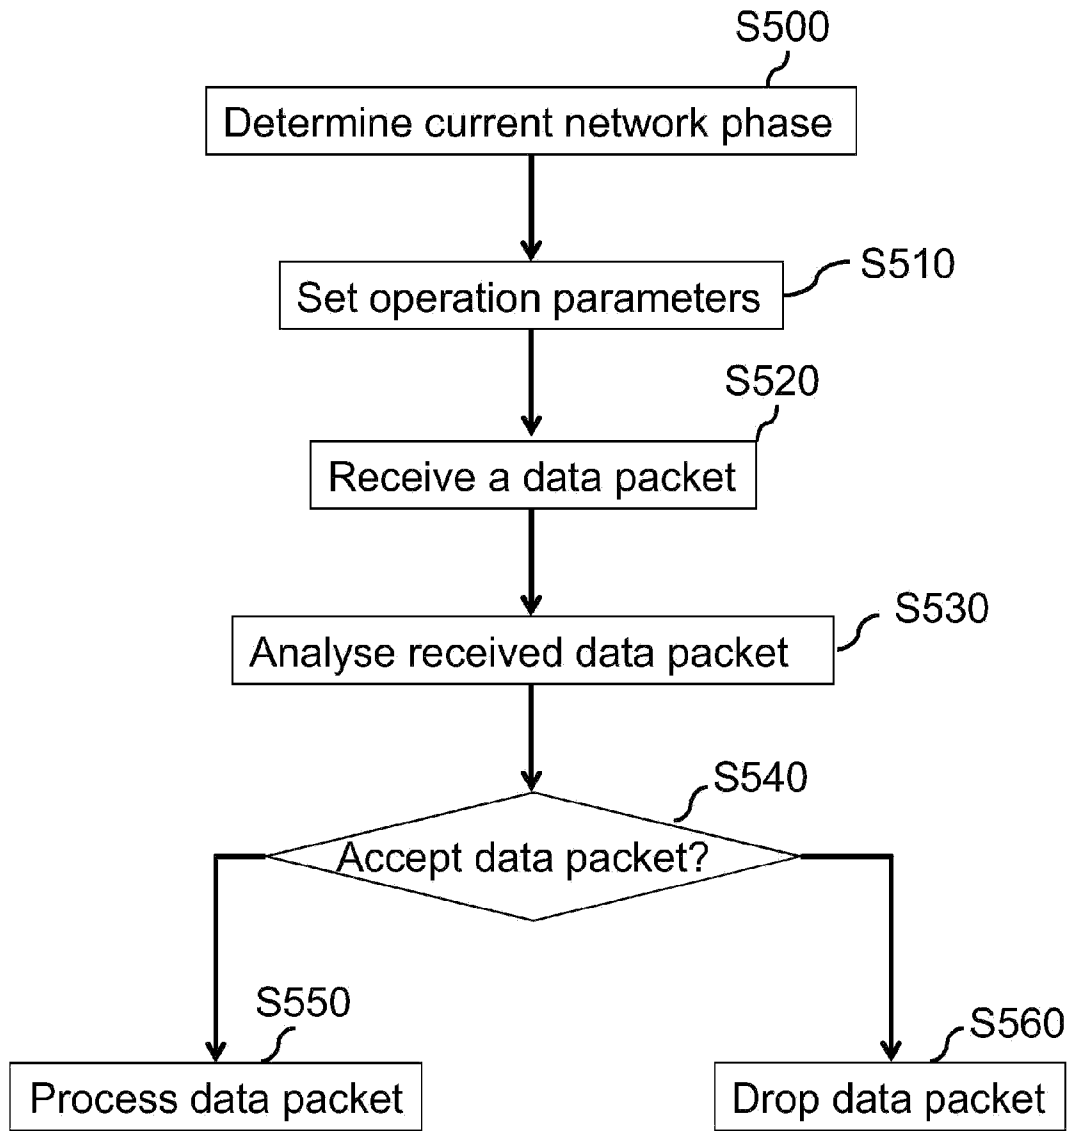 S500
Determine current network phase
S510
Set operation parameters
S520
Receive a data packet
S530
Analyse received data packet
S540
Accept data packet?
S550
Process data packet
S560
Drop data packet